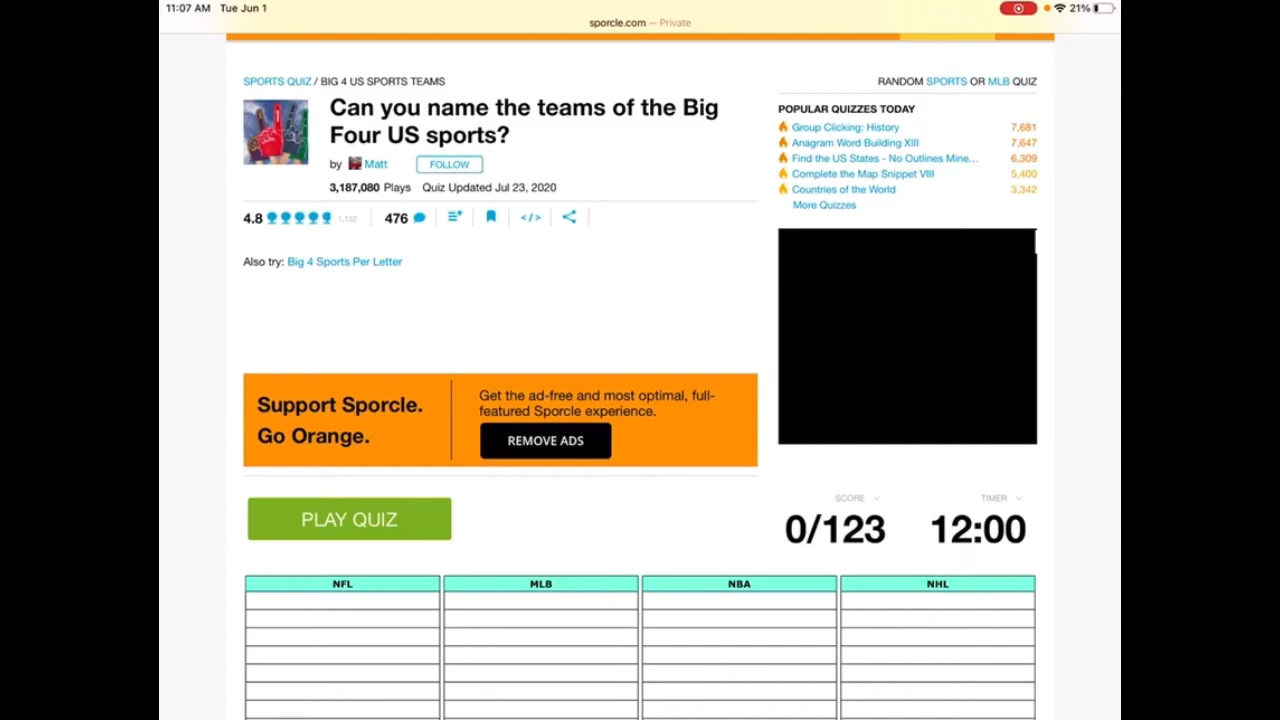 11:07 AM Tue Jun 1
21%
sporcle.com — Private
SPORTS QUIZ / BIG 4 US SPORTS TEAMS
Can you name the teams of the Big
Four US sports?
by Matt FOLLOW
3,187,080 Plays Quiz Updated Jul 23, 2020
4.8 1,132 476 </>
Also try: Big 4 Sports Per Letter
RANDOM SPORTS OR MLB QUIZ
POPULAR QUIZZES TODAY
Group Clicking: History 7,681
Anagram Word Building XIII 7,647
Find the US States - No Outlines Mine... 6,309
Complete the Map Snippet VIII 5,400
Countries of the World 3,342
More Quizzes
Support Sporcle.
Go Orange.
Get the ad-free and most optimal, full-
featured Sporcle experience.
REMOVE ADS
PLAY QUIZ
SCORE TIMER
0/123 12:00
NFL MLB NBA NHL